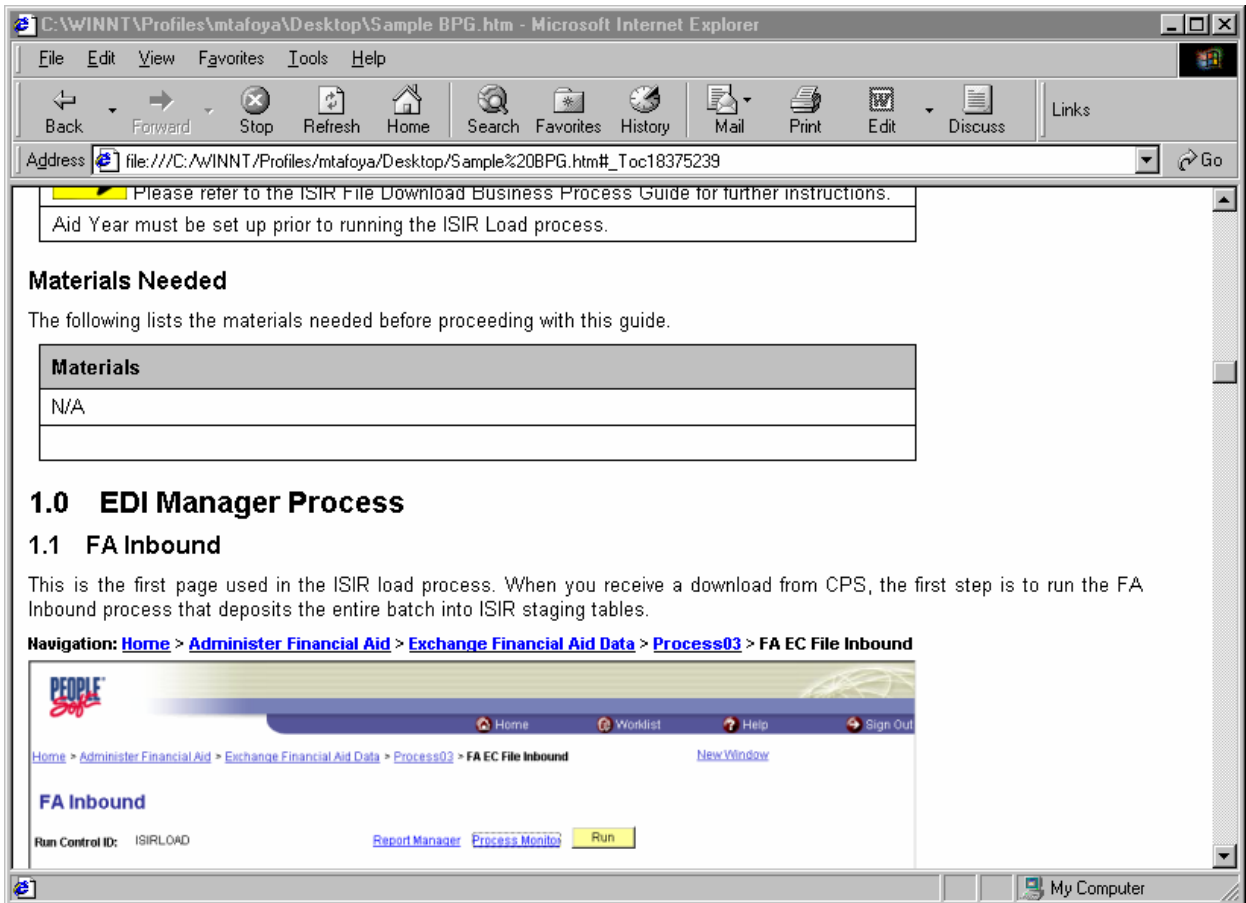 C:\WINNT\Profiles\mtafoya\Desktop\Sample BPG.htm - Microsoft Internet Explorer
File Edit View Favorites Tools Help
Back Forward Stop Refresh Home Search Favorites History Mail Print Edit Discuss Links
Address file:///C:/WINNT/Profiles/mtafoya/Desktop/Sample%20BPG.htm#_Toc18375239 Go
Please refer to the ISIR File Download Business Process Guide for further instructions.
Aid Year must be set up prior to running the ISIR Load process.
Materials Needed
The following lists the materials needed before proceeding with this guide.
Materials
N/A
1.0 EDI Manager Process
1.1 FA Inbound
This is the first page used in the ISIR load process. When you receive a download from CPS, the first step is to run the FA
Inbound process that deposits the entire batch into ISIR staging tables.
Navigation: Home > Administer Financial Aid > Exchange Financial Aid Data > Process03 > FA EC File Inbound
PEOPLE
Soft
Home Worklist Help Sign Out
Home > Administer Financial Aid > Exchange Financial Aid Data > Process03 > FA EC File Inbound New Window
FA Inbound
Run Control ID: ISIRLOAD Report Manager Process Monitor Run
My Computer